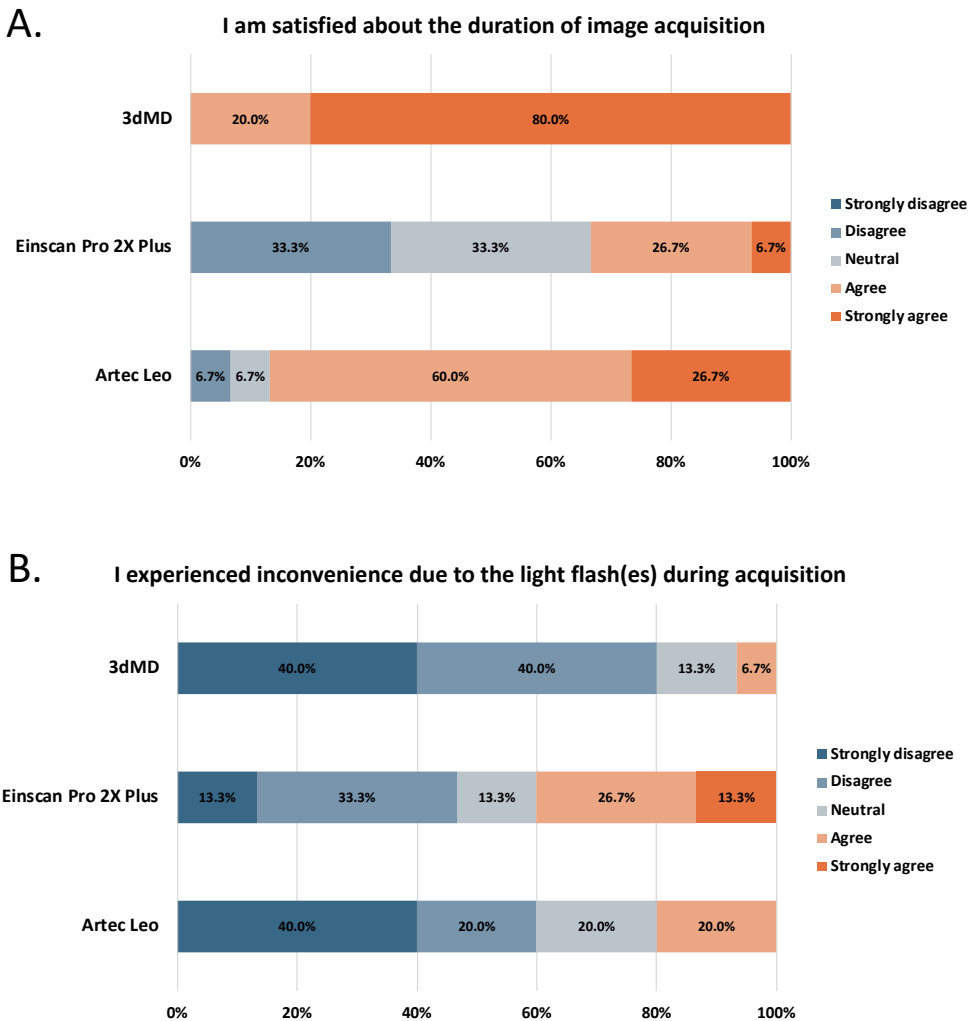 A.
I am satisfied about the duration of image acquisition
3dMD
20.0%
80.0%
Einscan Pro 2X Plus
33.3%
33.3%
26.7%
6.7%
Artec Leo
6.7%
6.7%
60.0%
26.7%
0%
20%
40%
60%
80%
100%
Strongly disagree
Disagree
Neutral
Agree
Strongly agree
B.
I experienced inconvenience due to the light flash(es) during acquisition
3dMD
40.0%
40.0%
13.3%
6.7%
Einscan Pro 2X Plus
13.3%
33.3%
13.3%
26.7%
13.3%
Artec Leo
40.0%
20.0%
20.0%
20.0%
0%
20%
40%
60%
80%
100%
Strongly disagree
Disagree
Neutral
Agree
Strongly agree